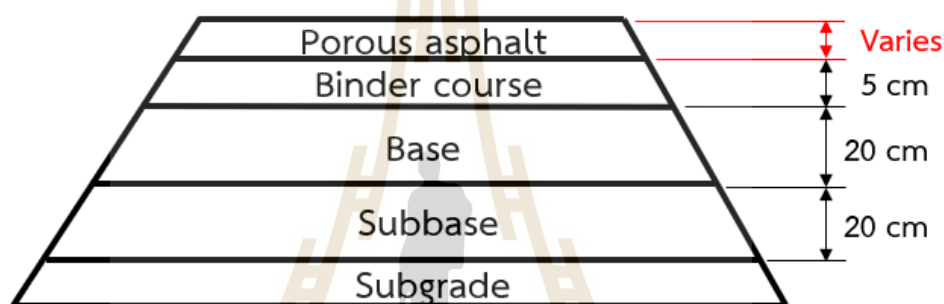 Porous asphalt
Varies
Binder course
5 cm
Base
20 cm
Subbase
20 cm
Subgrade